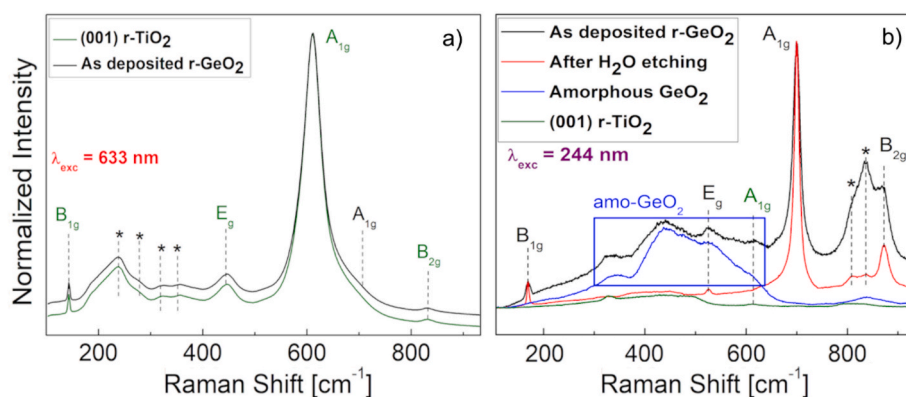 a)
(001) r-TiO₂
As deposited r-GeO₂
A₁g
λexc = 633 nm
B₁g
*
*
*
*
Eg
A₁g
B₂g
Normalized Intensity
200 400 600 800
Raman Shift [cm⁻¹]
b)
As deposited r-GeO₂
After H₂O etching
Amorphous GeO₂
(001) r-TiO₂
A₁g
λexc = 244 nm
amo-GeO₂
B₁g
Eg
A₁g
*
*
B₂g
200 400 600 800
Raman Shift [cm⁻¹]